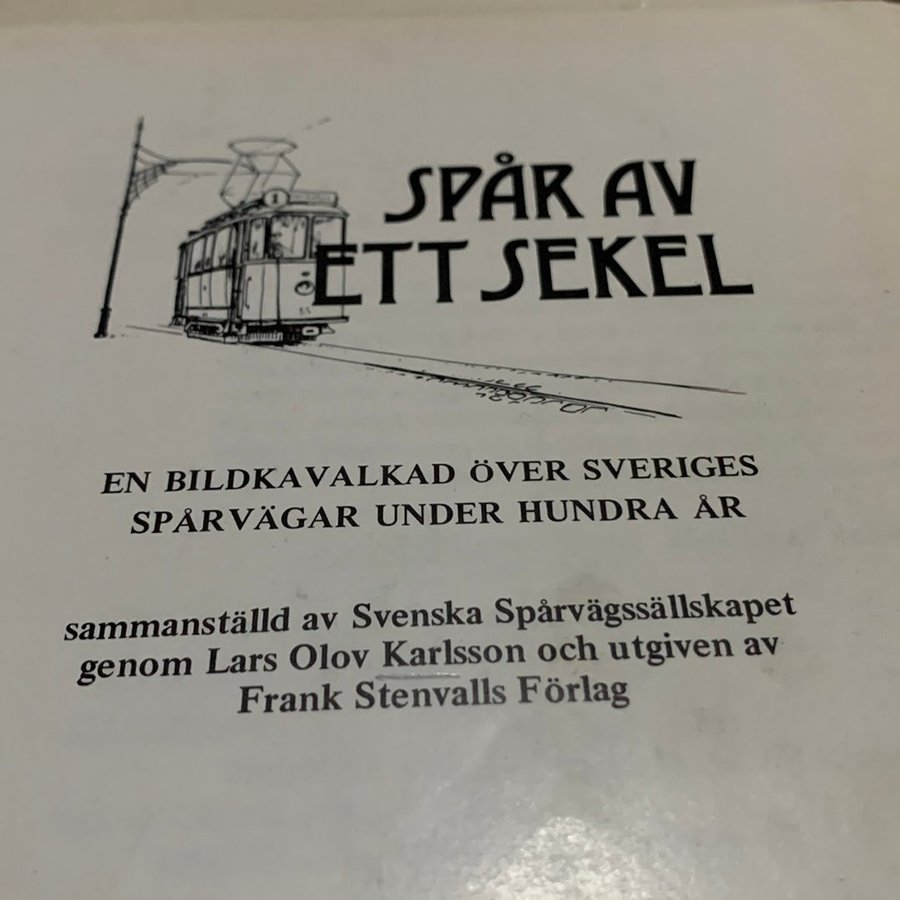 1
SPÅR AV
ETT SEKEL
EN BILDKAVALKAD ÖVER SVERIGES
SPÅRVÄGAR UNDER HUNDRA ÅR
sammanställd av Svenska Spårvägssällskapet
genom Lars Olov Karlsson och utgiven av
Frank Stenvalls Förlag